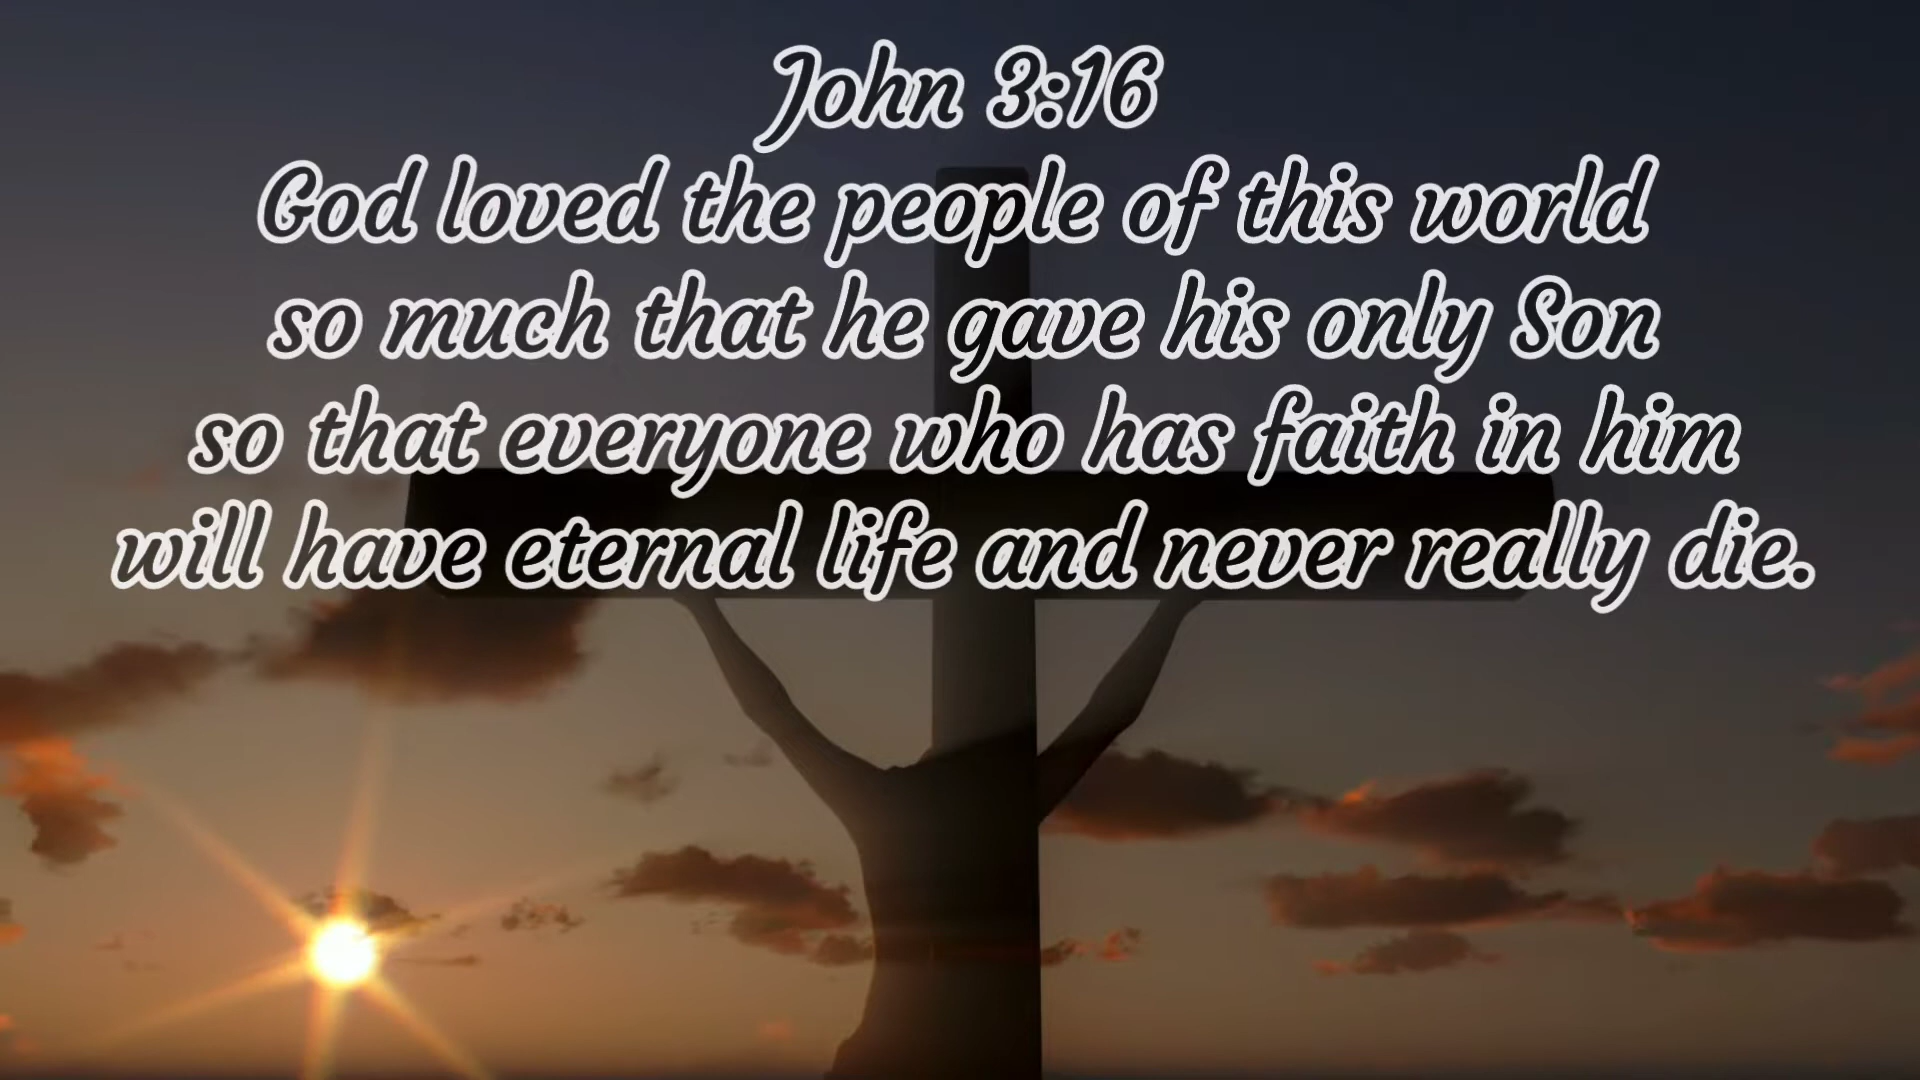 John 3:16
God loved the people of this world
so much that he gave his only Son
so that everyone who has faith in him
will have eternal life and never really die.